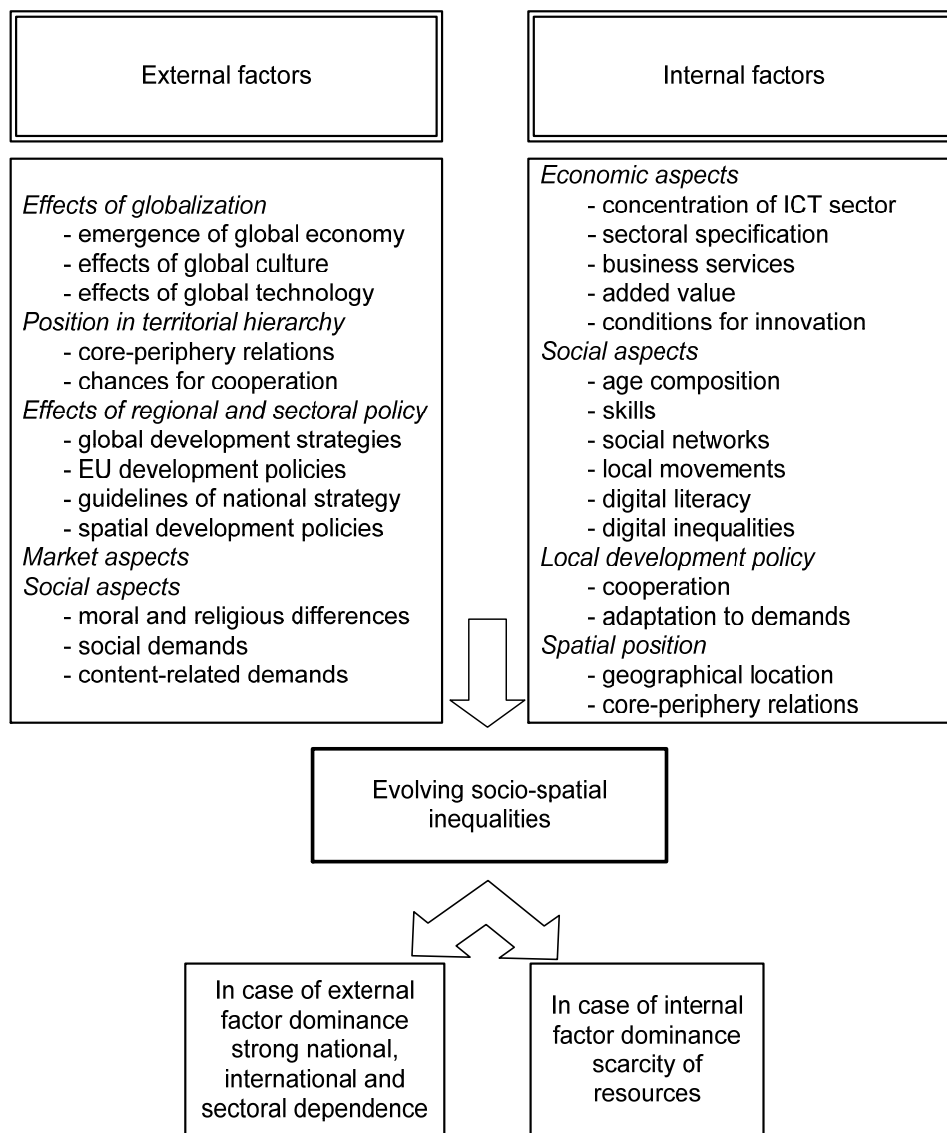 External factors
Effects of globalization
- emergence of global economy
- effects of global culture
- effects of global technology
Position in territorial hierarchy
- core-periphery relations
- chances for cooperation
Effects of regional and sectoral policy
- global development strategies
- EU development policies
- guidelines of national strategy
- spatial development policies
Market aspects
Social aspects
- moral and religious differences
- social demands
- content-related demands
Internal factors
Economic aspects
- concentration of ICT sector
- sectoral specification
- business services
- added value
- conditions for innovation
Social aspects
- age composition
- skills
- social networks
- local movements
- digital literacy
- digital inequalities
Local development policy
- cooperation
- adaptation to demands
Spatial position
- geographical location
- core-periphery relations
Evolving socio-spatial
inequalities
In case of external
factor dominance
strong national,
international and
sectoral dependence
In case of internal
factor dominance
scarcity of
resources